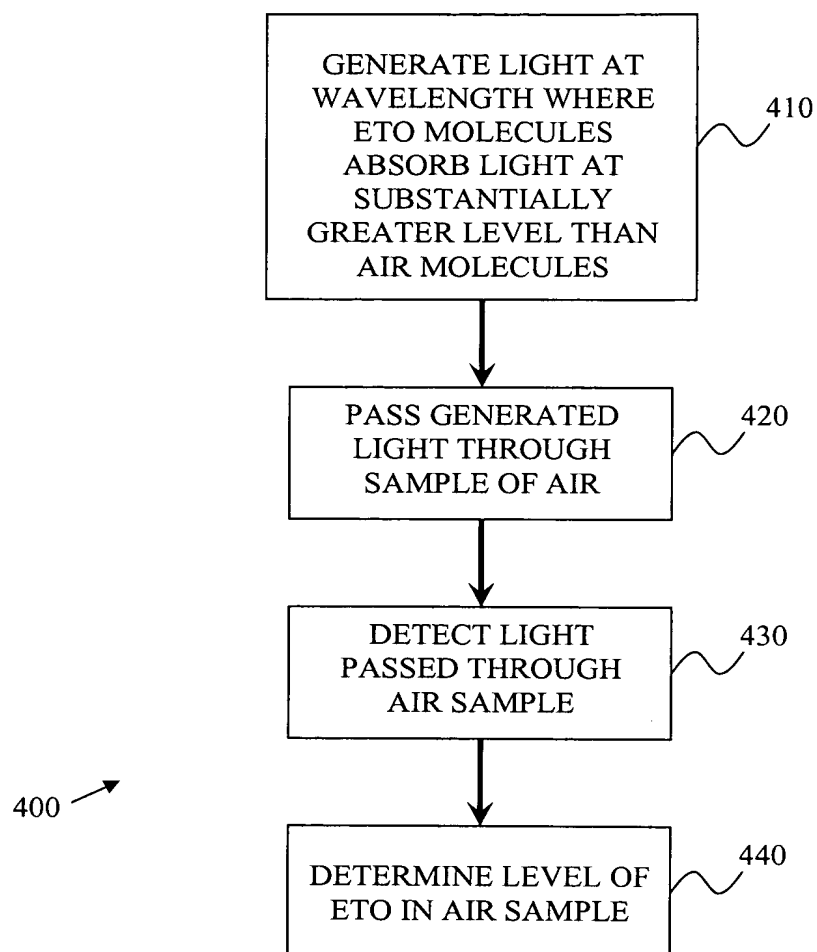 GENERATE LIGHT AT
WAVELENGTH WHERE
ETO MOLECULES
ABSORB LIGHT AT
SUBSTANTIALLY
GREATER LEVEL THAN
AIR MOLECULES
410
PASS GENERATED
LIGHT THROUGH
SAMPLE OF AIR
420
DETECT LIGHT
PASSED THROUGH
AIR SAMPLE
430
400
DETERMINE LEVEL OF
ETO IN AIR SAMPLE
440